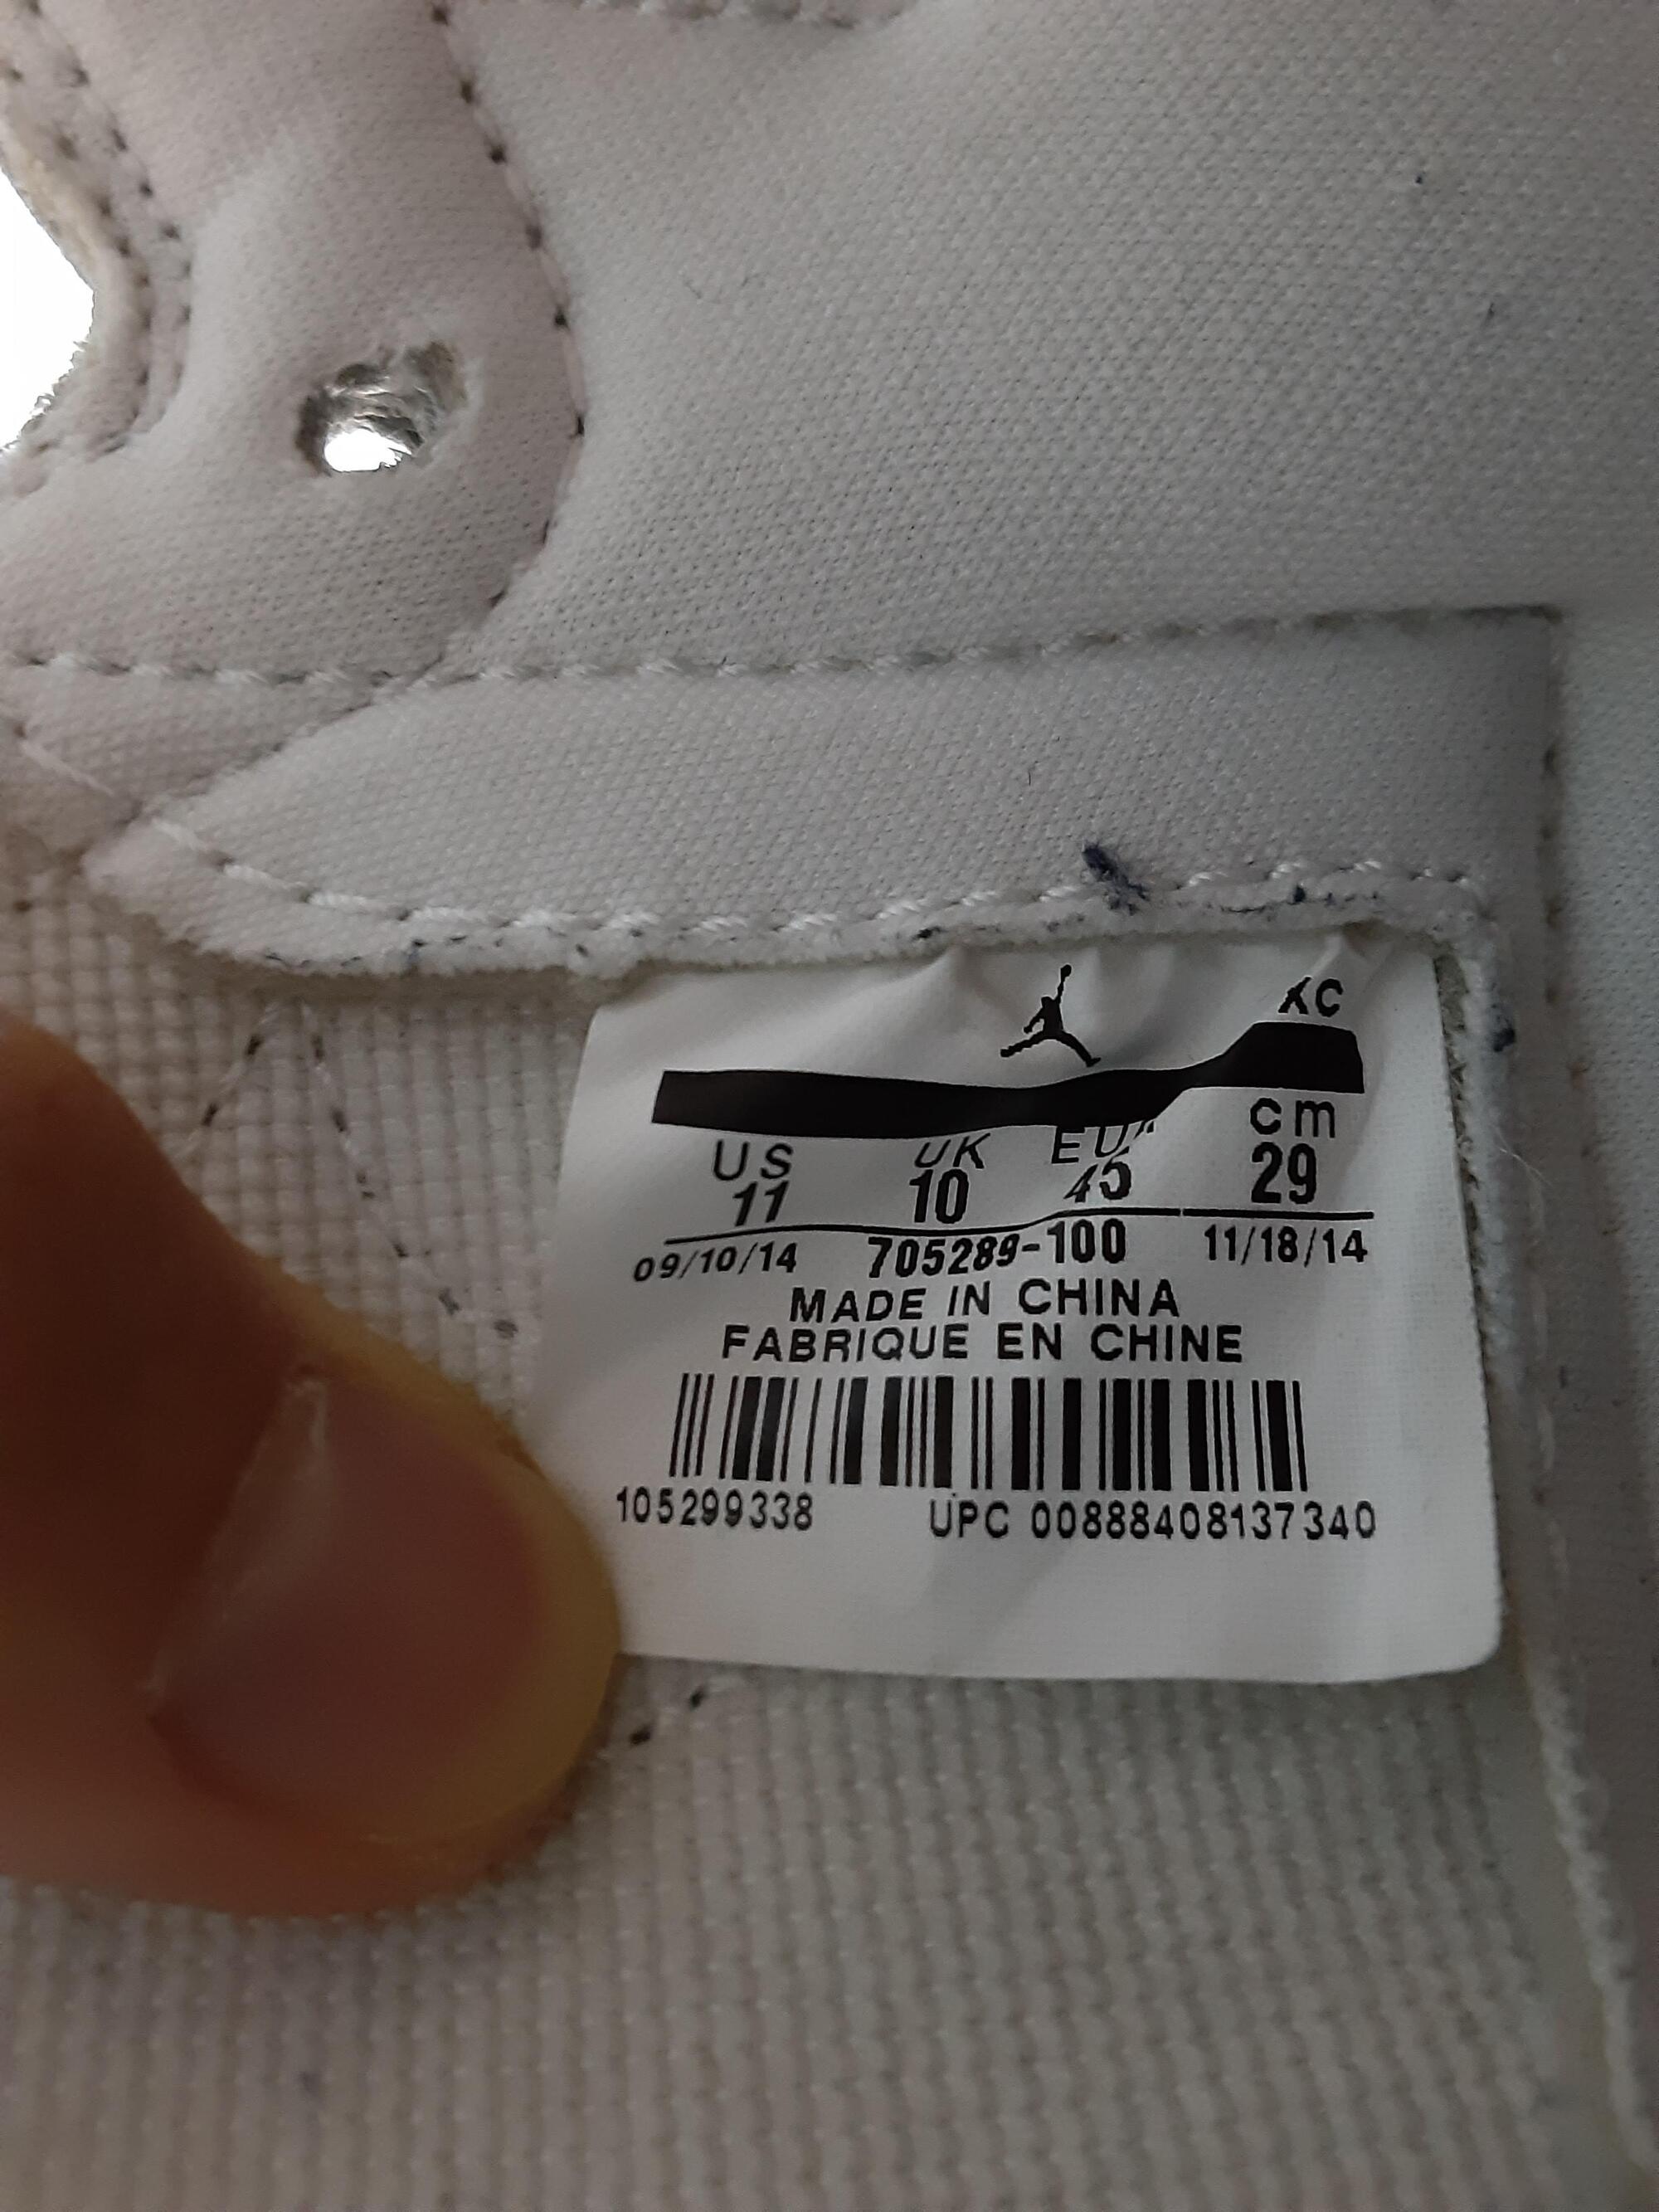 XC
US UK EUR cm
11 10 45 29
09/10/14 705289-100 11/18/14
MADE IN CHINA
FABRIQUE EN CHINE
105299338 UPC 00888408137340